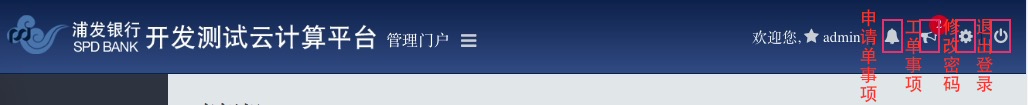 浦发银行
SPD BANK
开发测试云计算平台
管理门户
欢迎您, admin
申请单事项
工单事项
2
修改密码
退出登录